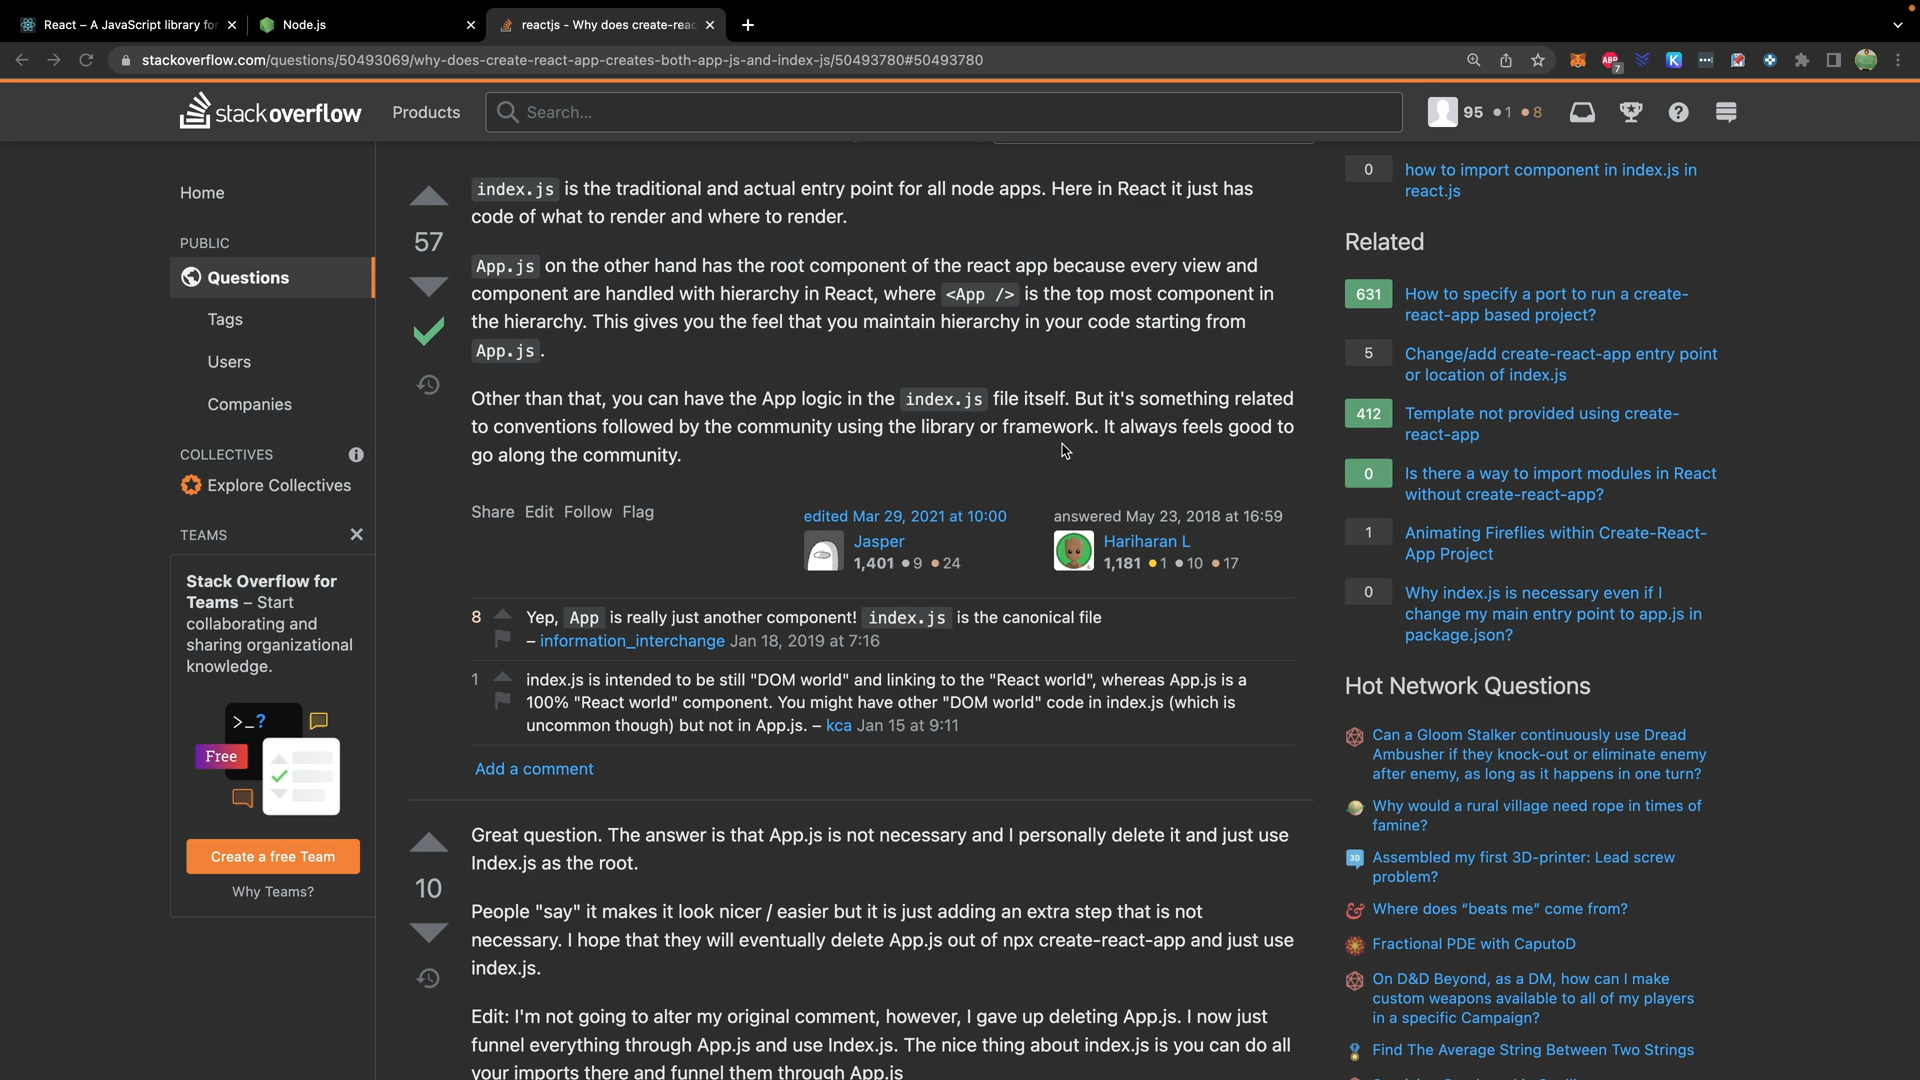 React – A JavaScript library for
Node.js
reactjs - Why does create-reac
stackoverflow.com/questions/50493069/why-does-create-react-app-creates-both-app-js-and-index-js/50493780#50493780
ABP
7
K
stackoverflow
Products
Search...
95 1 8
Home
PUBLIC
Questions
Tags
Users
Companies
COLLECTIVES
Explore Collectives
TEAMS
Stack Overflow for
Teams – Start
collaborating and
sharing organizational
knowledge.
>_?
Free
Create a free Team
Why Teams?
57
index.js is the traditional and actual entry point for all node apps. Here in React it just has
code of what to render and where to render.
App.js on the other hand has the root component of the react app because every view and
component are handled with hierarchy in React, where <App /> is the top most component in
the hierarchy. This gives you the feel that you maintain hierarchy in your code starting from
App.js.
Other than that, you can have the App logic in the index.js file itself. But it's something related
to conventions followed by the community using the library or framework. It always feels good to
go along the community.
Share Edit Follow Flag
edited Mar 29, 2021 at 10:00
Jasper
1,401 9 24
answered May 23, 2018 at 16:59
Hariharan L
1,181 1 10 17
8 Yep, App is really just another component! index.js is the canonical file
– information_interchange Jan 18, 2019 at 7:16
1 index.js is intended to be still "DOM world" and linking to the "React world", whereas App.js is a
100% "React world" component. You might have other "DOM world" code in index.js (which is
uncommon though) but not in App.js. – kca Jan 15 at 9:11
Add a comment
10
Great question. The answer is that App.js is not necessary and I personally delete it and just use
Index.js as the root.
People "say" it makes it look nicer / easier but it is just adding an extra step that is not
necessary. I hope that they will eventually delete App.js out of npx create-react-app and just use
index.js.
Edit: I'm not going to alter my original comment, however, I gave up deleting App.js. I now just
funnel everything through App.js and use Index.js. The nice thing about index.js is you can do all
your imports there and funnel them through App.js
0 how to import component in index.js in
react.js
Related
631 How to specify a port to run a create-
react-app based project?
5 Change/add create-react-app entry point
or location of index.js
412 Template not provided using create-
react-app
0 Is there a way to import modules in React
without create-react-app?
1 Animating Fireflies within Create-React-
App Project
0 Why index.js is necessary even if I
change my main entry point to app.js in
package.json?
Hot Network Questions
Can a Gloom Stalker continuously use Dread
Ambusher if they knock-out or eliminate enemy
after enemy, as long as it happens in one turn?
Why would a rural village need rope in times of
famine?
3D Assembled my first 3D-printer: Lead screw
problem?
Where does “beats me” come from?
Fractional PDE with CaputoD
On D&D Beyond, as a DM, how can I make
custom weapons available to all of my players
in a specific Campaign?
Find The Average String Between Two Strings